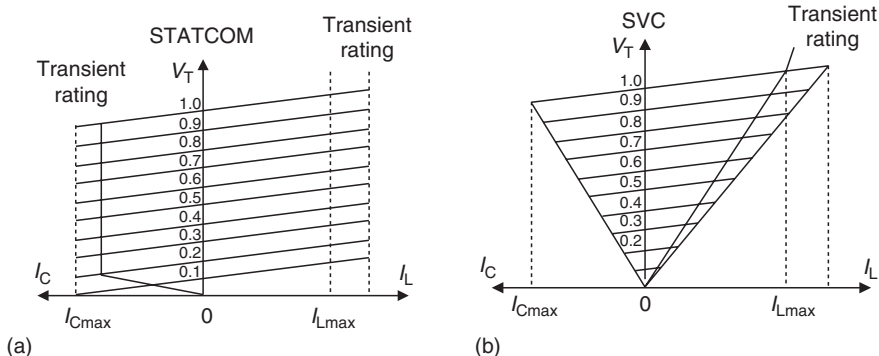 STATCOM
Transient
rating
V_T
Transient
rating
1.0
0.9
0.8
0.7
0.6
0.5
0.4
0.3
0.2
0.1
I_C
I_L
I_Cmax
0
I_Lmax
(a)
SVC
Transient
rating
V_T
1.0
0.9
0.8
0.7
0.6
0.5
0.4
0.3
0.2
I_C
I_L
I_Cmax
0
I_Lmax
(b)